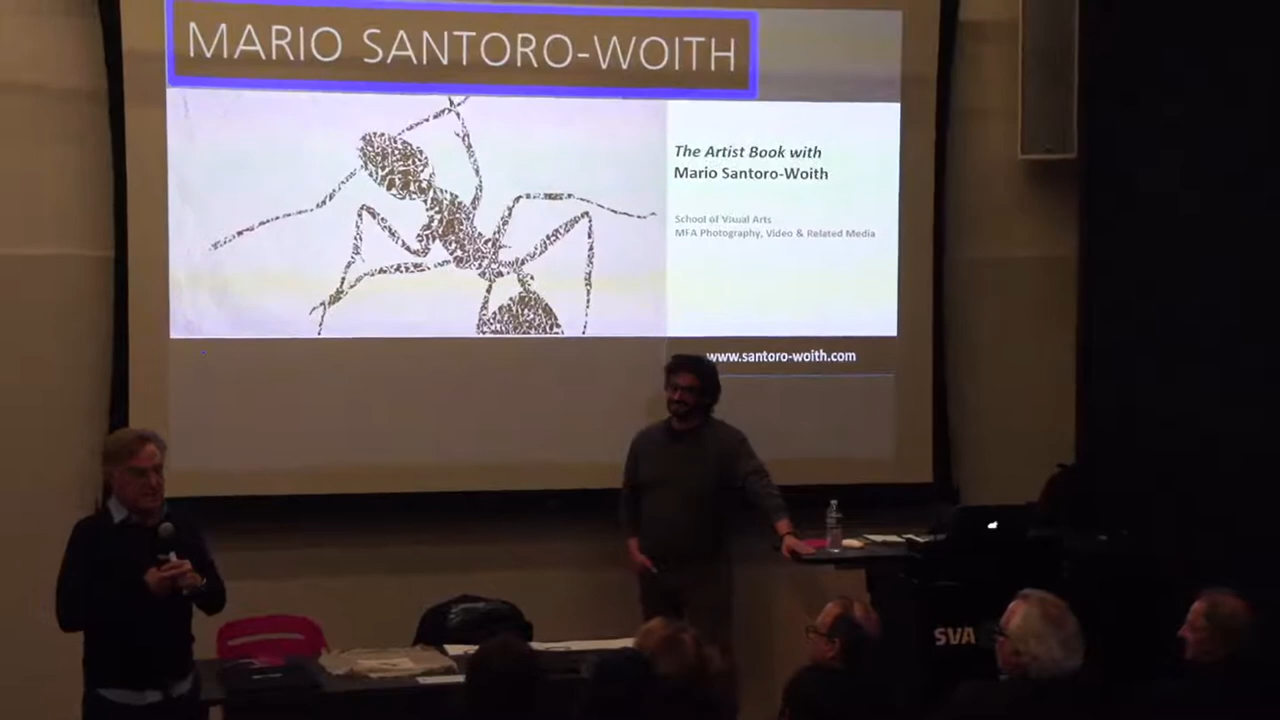 MARIO SANTORO-WOITH
The Artist Book with
Mario Santoro-Woith
School of Visual Arts
MFA Photography, Video & Related Media
www.santoro-woith.com
SVA